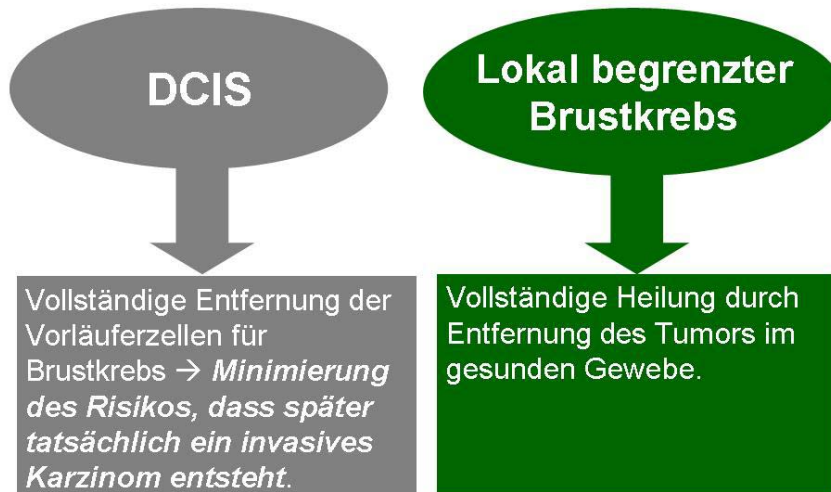 DCIS
Lokal begrenzter
Brustkrebs
Vollständige Entfernung der
Vorläuferzellen für
Brustkrebs → Minimierung
des Risikos, dass später
tatsächlich ein invasives
Karzinom entsteht.
Vollständige Heilung durch
Entfernung des Tumors im
gesunden Gewebe.